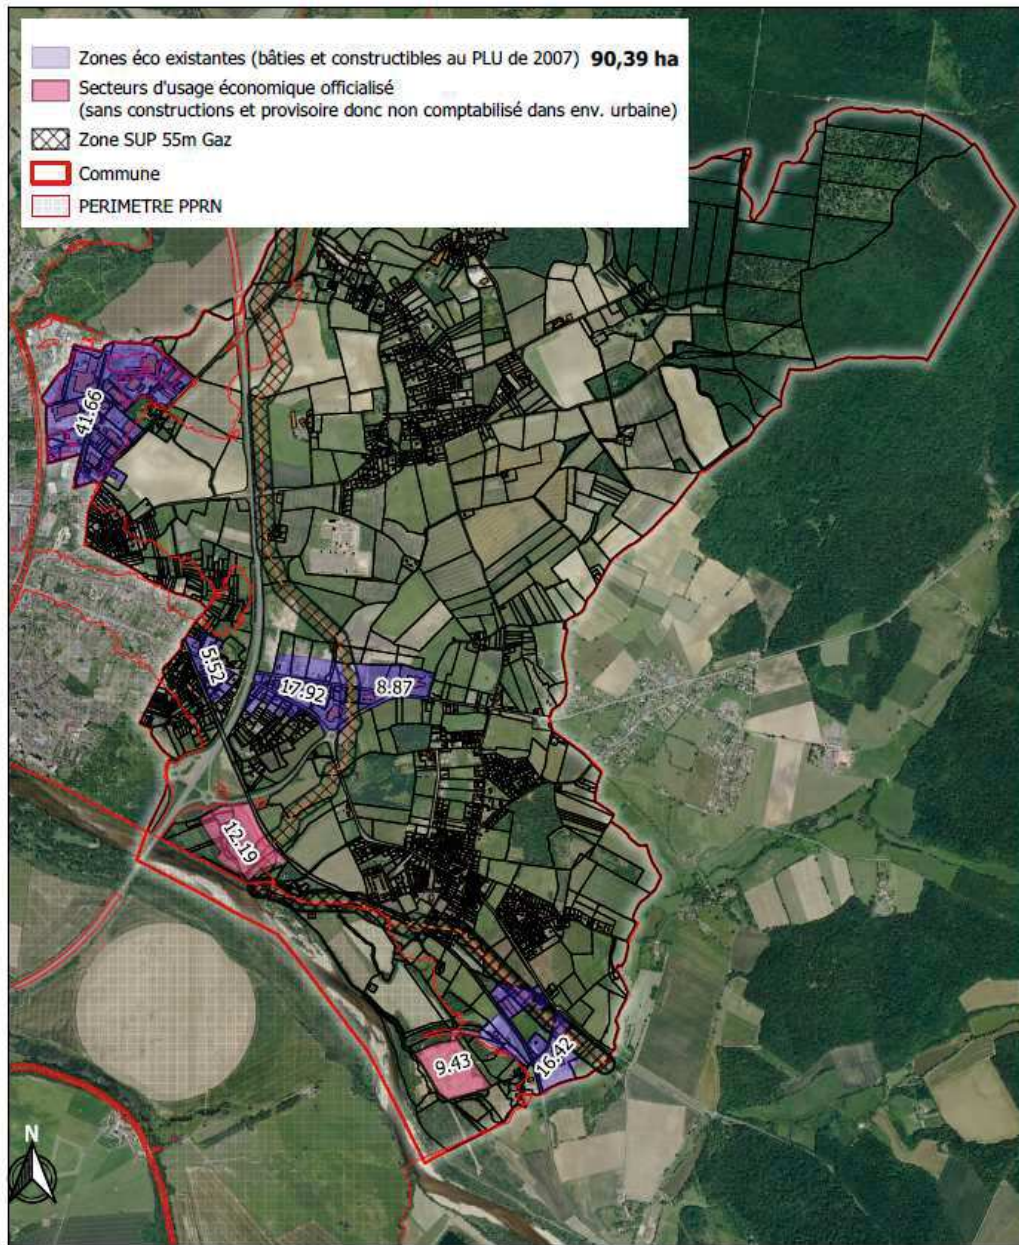 Zones éco existantes (bâties et constructibles au PLU de 2007) 90,39 ha
Secteurs d'usage économique officialisé
(sans constructions et provisoire donc non comptabilisé dans env. urbaine)
Zone SUP 55m Gaz
Commune
PERIMETRE PPRN
41.66
5.52
17.92
8.87
12.19
9.43
16.42
N